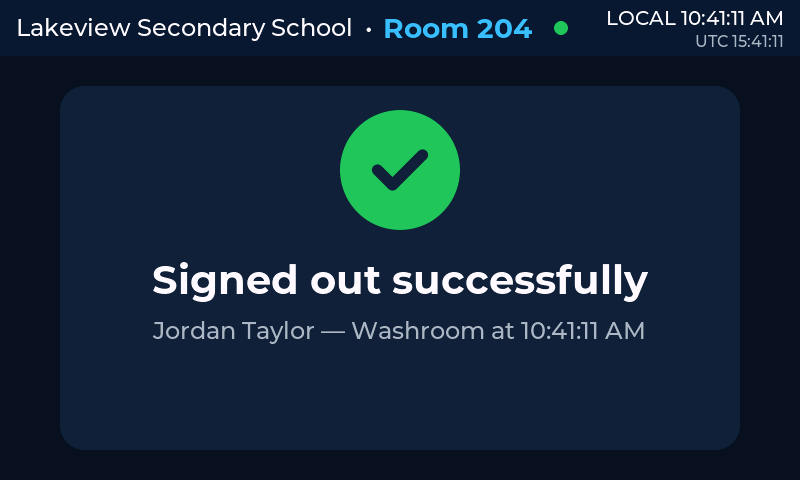 Lakeview Secondary School • Room 204
LOCAL 10:41:11 AM
UTC 15:41:11
Signed out successfully
Jordan Taylor — Washroom at 10:41:11 AM